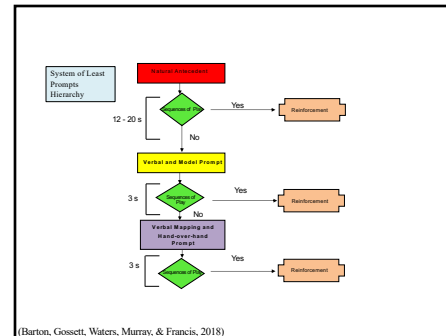 System of Least
Prompts
Hierarchy
Natural Antecedent
12 - 20 s
Sequences of Play
Yes
Reinforcement
No
Verbal and Model Prompt
3 s
Sequences of
Play
Yes
Reinforcement
No
Verbal Mapping and
Hand-over-hand
Prompt
3 s
Sequences of Play
Yes
Reinforcement
(Barton, Gossett, Waters, Murray, & Francis, 2018)